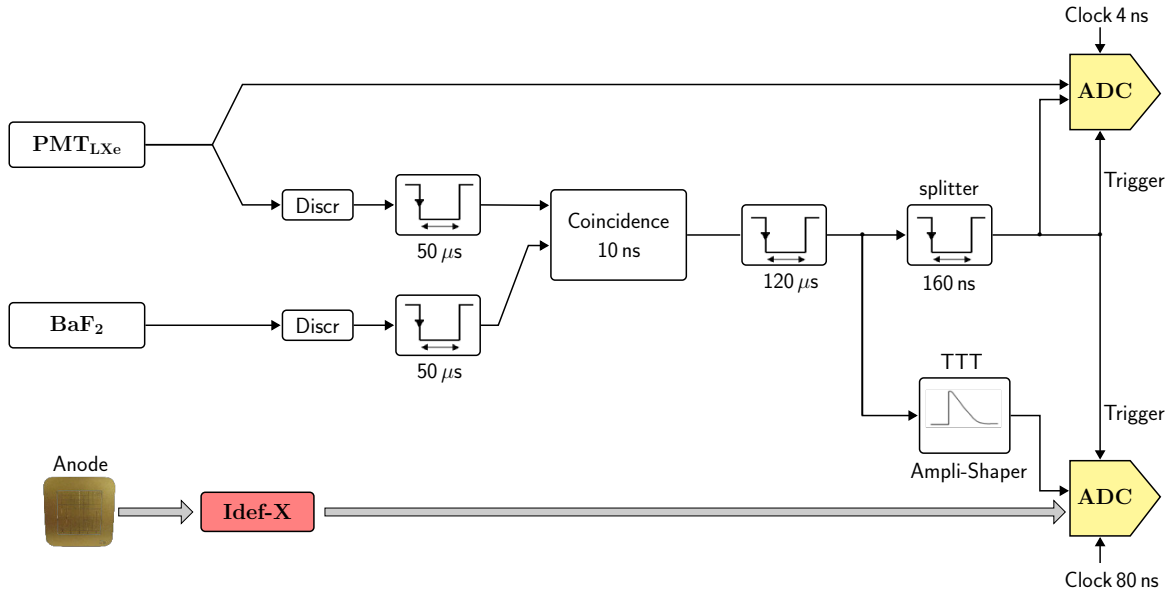 Clock 4 ns
ADC
PMT_LXe
Trigger
Discr
50 μs
Coincidence
10 ns
120 μs
splitter
160 ns
BaF₂
Discr
50 μs
TTT
Trigger
Ampli-Shaper
Anode
Idef-X
ADC
Clock 80 ns